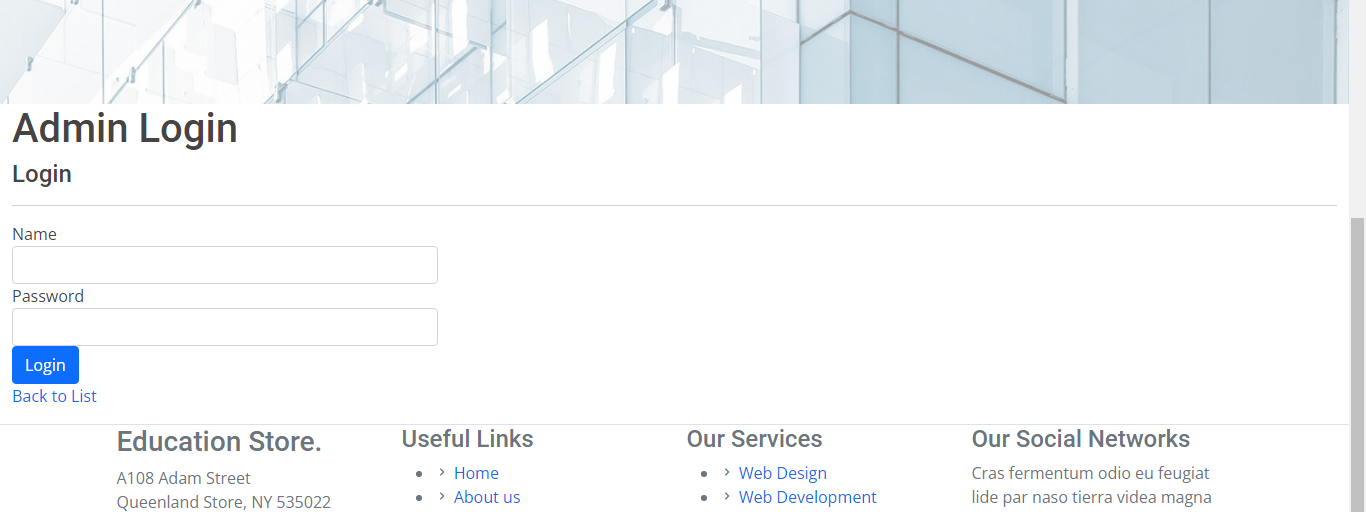 Admin Login
Login
Name
Password
Login
Back to List
Education Store.
A108 Adam Street
Queenland Store, NY 535022
Useful Links
Home
About us
Our Services
Web Design
Web Development
Our Social Networks
Cras fermentum odio eu feugiat
lide par naso tierra videa magna